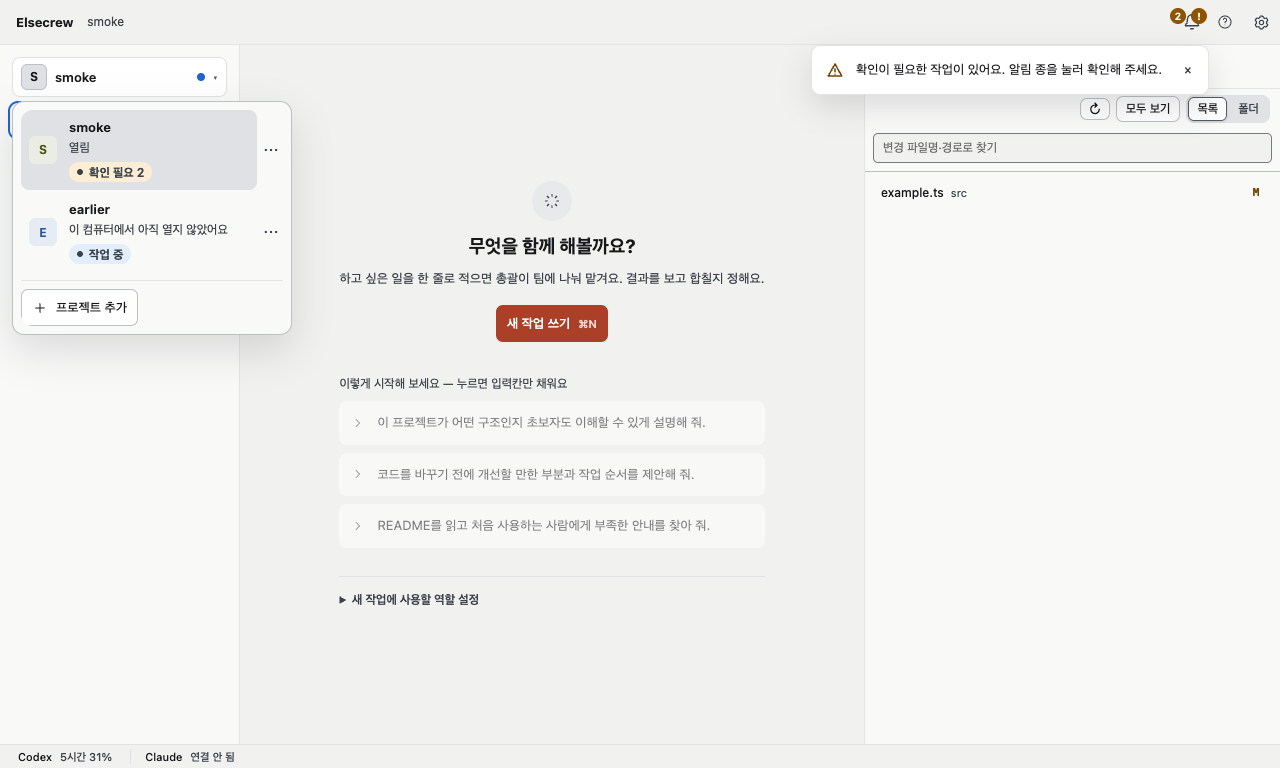 Elsecrew smoke
2 !
확인이 필요한 작업이 있어요. 알림 종을 눌러 확인해 주세요. ×
S smoke
smoke
S 열림
확인 필요 2
earlier
E 이 컴퓨터에서 아직 열지 않았어요
작업 중
+ 프로젝트 추가
무엇을 함께 해볼까요?
하고 싶은 일을 한 줄로 적으면 총괄이 팀에 나눠 맡겨요. 결과를 보고 합칠지 정해요.
새 작업 쓰기 ⌘N
이렇게 시작해 보세요 — 누르면 입력칸만 채워요
이 프로젝트가 어떤 구조인지 초보자도 이해할 수 있게 설명해 줘.
코드를 바꾸기 전에 개선할 만한 부분과 작업 순서를 제안해 줘.
README를 읽고 처음 사용하는 사람에게 부족한 안내를 찾아 줘.
새 작업에 사용할 역할 설정
모두 보기 목록 폴더
변경 파일명·경로로 찾기
example.ts src M
Codex 5시간 31% Claude 연결 안 됨